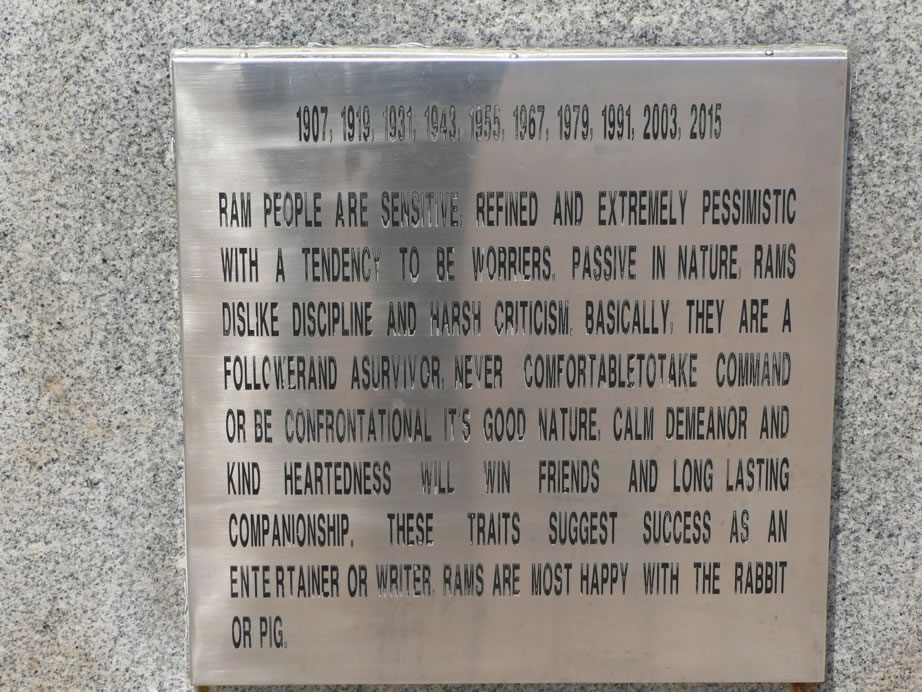 1907, 1919, 1931, 1943, 1955, 1967, 1979, 1991, 2003, 2015
RAM PEOPLE ARE SENSITIVE, REFINED AND EXTREMELY PESSIMISTIC
WITH A TENDENCY TO BE WORRIERS. PASSIVE IN NATURE, RAMS
DISLIKE DISCIPLINE AND HARSH CRITICISM. BASICALLY, THEY ARE A
FOLLOWERAND ASURVIVOR, NEVER COMFORTABLETOTAKE COMMAND
OR BE CONFRONTATIONAL IT'S GOOD NATURE, CALM DEMEANOR AND
KIND HEARTEDNESS WILL WIN FRIENDS AND LONG LASTING
COMPANIONSHIP. THESE TRAITS SUGGEST SUCCESS AS AN
ENTERTAINER OR WRITER. RAMS ARE MOST HAPPY WITH THE RABBIT
OR PIG.